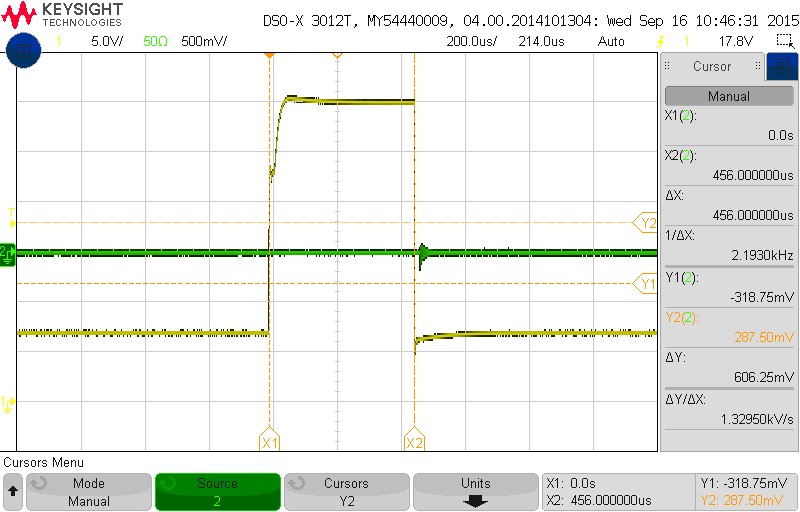 KEYSIGHT
TECHNOLOGIES
DSO-X 3012T, MY54440009, 04.00.2014101304: Wed Sep 16 10:46:31 2015
1 5.0V/ 50Ω 500mV/ 200.0us/ 214.0us Auto 1 17.8V
Cursor
Manual
X1(2):
0.0s
X2(2):
456.000000us
ΔX:
456.000000us
1/ΔX:
2.1930kHz
Y1(2):
-318.75mV
Y2(2):
287.50mV
ΔY:
606.25mV
ΔY/ΔX:
1.32950kV/s
T
Y2
2
Y1
1
X1 X2
Cursors Menu
Mode
Manual
Source
2
Cursors
Y2
Units
X1: 0.0s
X2: 456.000000us
Y1: -318.75mV
Y2: 287.50mV